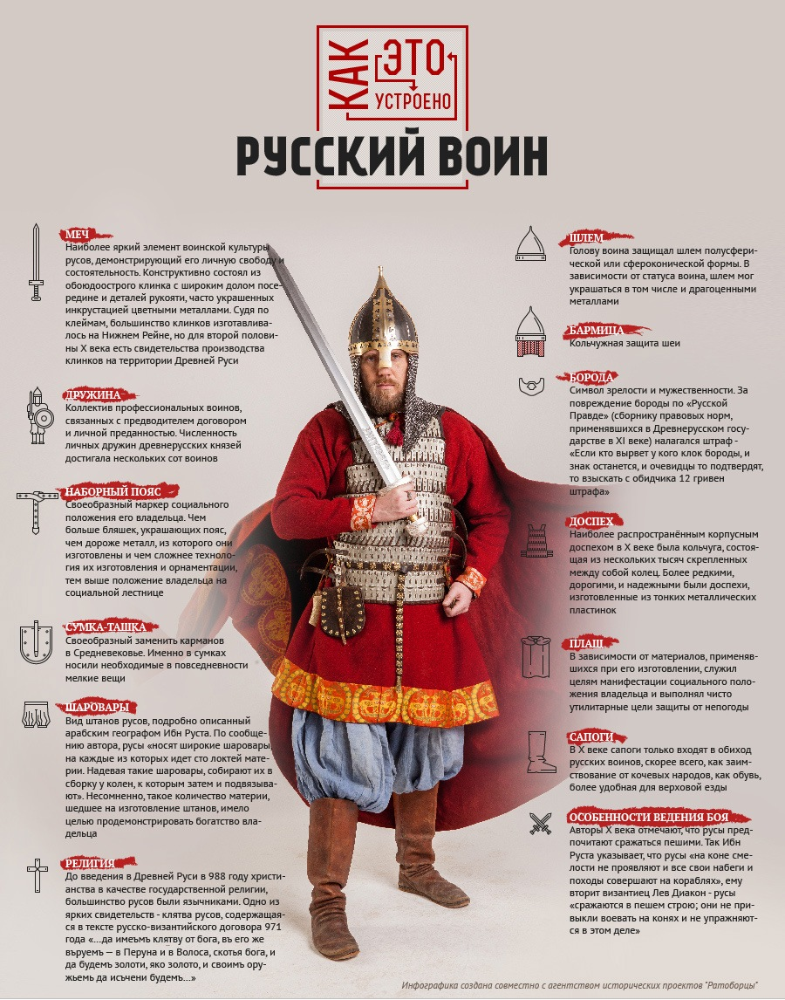 КАК
ЭТО
УСТРОЕНО
РУССКИЙ ВОИН
МЕЧ
Наиболее яркий элемент воинской культуры
русов, демонстрирующий его личную свободу и
состоятельность. Конструктивно состоял из
обоюдоострого клинка с широким долом посе-
редине и деталей рукояти, часто украшенных
инкрустацией цветными металлами. Судя по
клеймам, большинство клинков изготавлива-
лось на Нижнем Рейне, но для второй полови-
ны X века есть свидетельства производства
клинков на территории Древней Руси
ДРУЖИНА
Коллектив профессиональных воинов,
связанных с предводителем договором
и личной преданностью. Численность
личных дружин древнерусских князей
достигала нескольких сот воинов
НАБОРНЫЙ ПОЯС
Своеобразный маркер социального
положения его владельца. Чем
больше бляшек, украшающих пояс,
чем дороже металл, из которого они
изготовлены и чем сложнее техноло-
гия их изготовления и орнаментации,
тем выше положение владельца на
социальной лестнице
СУМКА-ТАШКА
Своеобразный заменить карманов
в Средневековье. Именно в сумках
носили необходимые в повседневности
мелкие вещи
ШАРОВАРЫ
Вид штанов русов, подробно описанный
арабским географом Ибн Руста. По сообще-
нию автора, русы «носят широкие шаровары,
на каждые из которых идет сто локтей мате-
рии. Надевая такие шаровары, собирают их в
сборку у колен, к которым затем и подвязыва-
ют». Несомненно, такое количество материи,
шедшее на изготовление штанов, имело
целью продемонстрировать богатство вла-
дельца
РЕЛИГИЯ
До введения в Древней Руси в 988 году христи-
анства в качестве государственной религии,
большинство русов были язычниками. Одно из
ярких свидетельств - клятва русов, содержащая-
ся в тексте русско-византийского договора 971
года «...да имеъмъ клятву от бога, въ его же
въруемъ — в Перуна и в Волоса, скотья бога, и
да будемъ золоти, яко золото, и своимъ ору-
жьемь да исъчени будемъ...»
ШЛЕМ
Голову воина защищал шлем полусфери-
ческой или сфероконической формы. В
зависимости от статуса воина, шлем мог
украшаться в том числе и драгоценными
металлами
БАРМИЦА
Кольчужная защита шеи
БОРОДА
Символ зрелости и мужественности. За
повреждение бороды по «Русской
Правде» (сборнику правовых норм,
применявшихся в Древнерусском госу-
дарстве в XI веке) налагался штраф -
«Если кто вырвет у кого клок бороды, и
знак останется, и очевидцы то подтвердят,
то взыскать с обидчика 12 гривен
штрафа»
ДОСПЕХ
Наиболее распространённым корпусным
доспехом в X веке была кольчуга, состоя-
щая из нескольких тысяч скрепленных
между собой колец. Более редкими,
дорогими, и надежными были доспехи,
изготовленные из тонких металлических
пластинок
ПЛАЩ
В зависимости от материалов, применяв-
шихся при его изготовлении, служил
целям манифестации социального поло-
жения владельца и выполнял чисто
утилитарные цели защиты от непогоды
САПОГИ
В X веке сапоги только входят в обиход
русских воинов, скорее всего, как заим-
ствование от кочевых народов, как обувь,
более удобная для верховой езды
ОСОБЕННОСТИ ВЕДЕНИЯ БОЯ
Авторы X века отмечают, что русы пред-
почитают сражаться пешими. Так Ибн
Руста указывает, что русы «на коне сме-
лости не проявляют и все свои набеги и
походы совершают на кораблях», ему
вторит византиец Лев Диакон - русы
«сражаются в пешем строю; они не при-
выкли воевать на конях и не упражняют-
ся в этом деле»
Инфографика создана совместно с агентством исторических проектов "Ратоборцы"